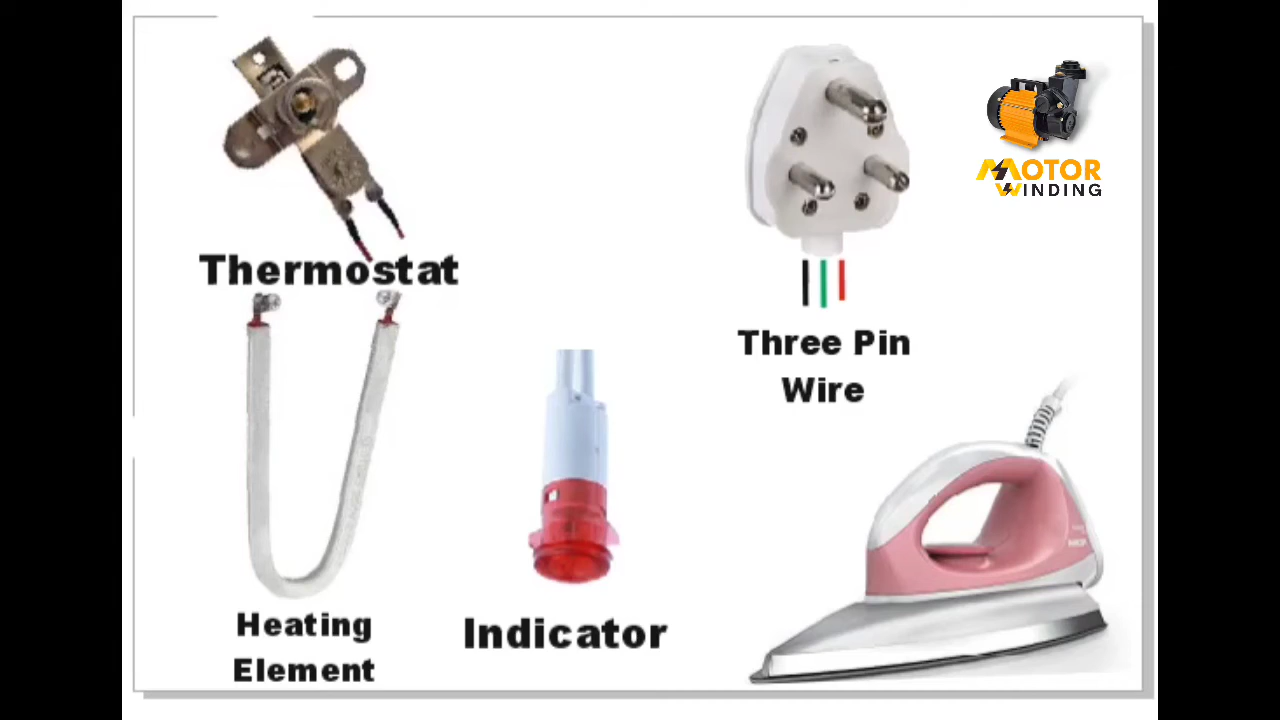 Thermostat
Three Pin
Wire
Heating
Element
Indicator
MOTOR
WINDING